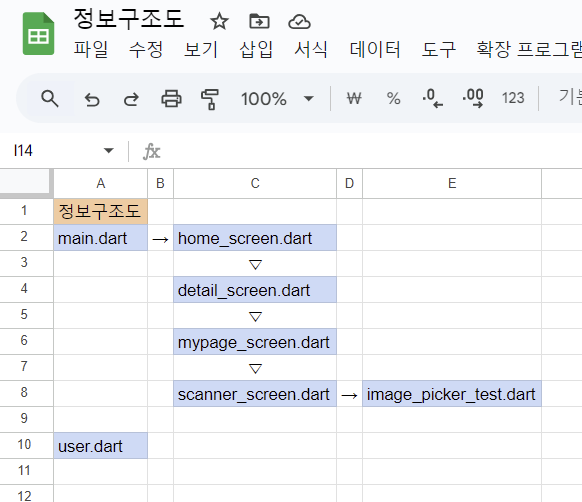 정보구조도
파일 수정 보기 삽입 서식 데이터 도구 확장 프로그램
100% ₩ % .0 .00 123 기본
I14 fx
A B C D E
1 정보구조도
2 main.dart → home_screen.dart
3 ▽
4 detail_screen.dart
5 ▽
6 mypage_screen.dart
7 ▽
8 scanner_screen.dart → image_picker_test.dart
9
10 user.dart
11
12